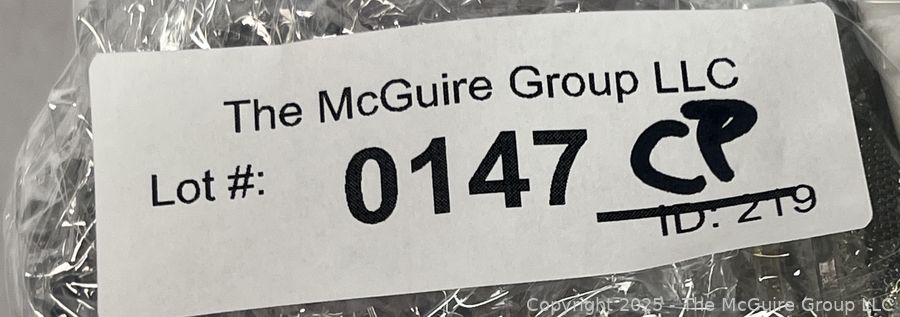 The McGuire Group LLC
Lot #: 0147 CP
ID: 219
Copyright 2025 - The McGuire Group LLC